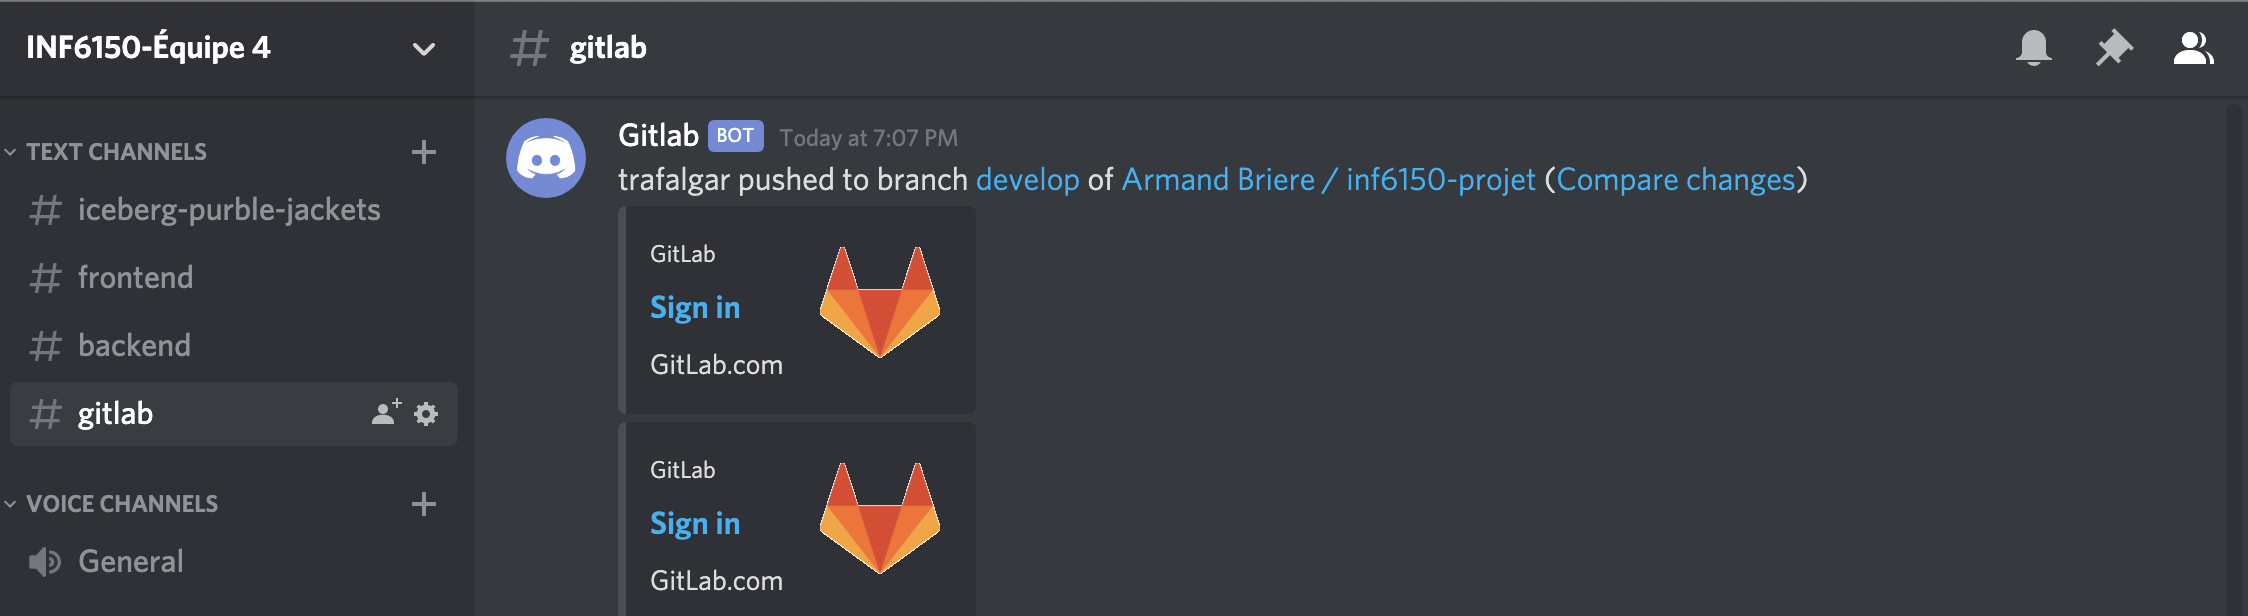 INF6150-Équipe 4
TEXT CHANNELS
iceberg-purble-jackets
frontend
backend
gitlab
VOICE CHANNELS
General
gitlab
Gitlab BOT Today at 7:07 PM
trafalgar pushed to branch develop of Armand Briere / inf6150-projet (Compare changes)
GitLab
Sign in
GitLab.com
GitLab
Sign in
GitLab.com